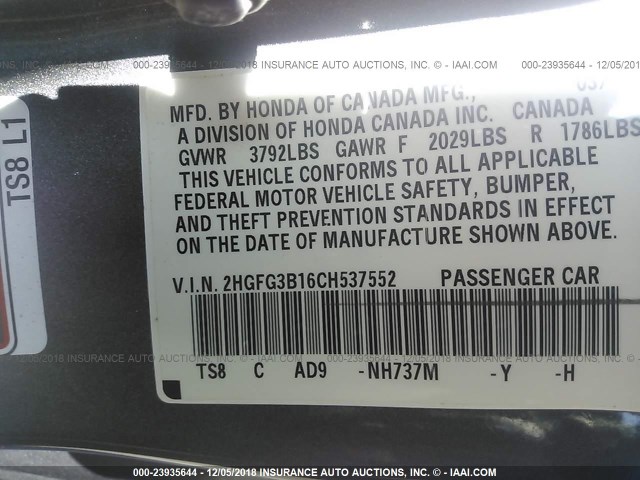 000-23935644 - 12/05/2018 INSURANCE AUTO AUCTIONS, INC. - © - IAAI.COM
TS8 L1
MFD. BY HONDA OF CANADA MFG.,
A DIVISION OF HONDA CANADA INC. CANADA
GVWR 3792LBS GAWR F 2029LBS R 1786LBS
THIS VEHICLE CONFORMS TO ALL APPLICABLE
FEDERAL MOTOR VEHICLE SAFETY, BUMPER,
AND THEFT PREVENTION STANDARDS IN EFFECT
ON THE DATE OF MANUFACTURE SHOWN ABOVE.
V.I.N. 2HGFG3B16CH537552 PASSENGER CAR
TS8 C AD9 -NH737M -Y -H
000-23935644 - 12/05/2018 INSURANCE AUTO AUCTIONS, INC. - © - IAAI.COM